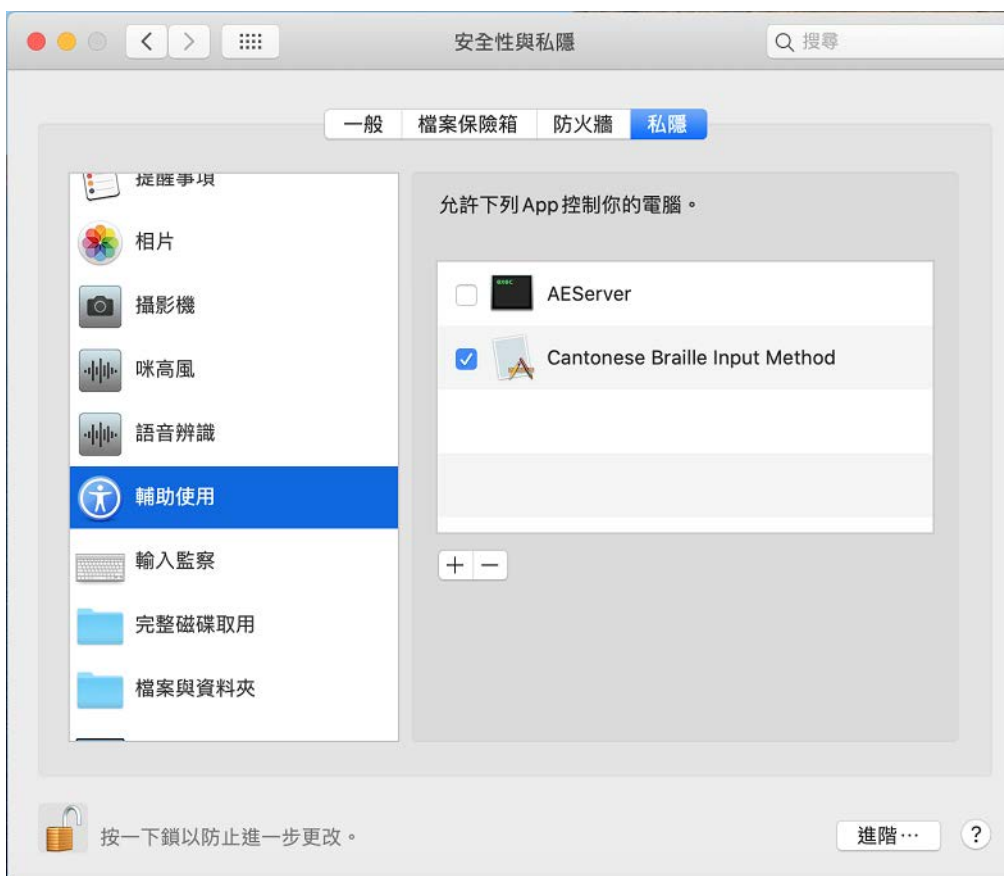 安全性與私隱
搜尋
一般
檔案保險箱
防火牆
私隱
提醒事項
相片
攝影機
咪高風
語音辨識
輔助使用
輸入監察
完整磁碟取用
檔案與資料夾
允許下列App控制你的電腦。
AEServer
Cantonese Braille Input Method
按一下鎖以防止進一步更改。
進階…
?